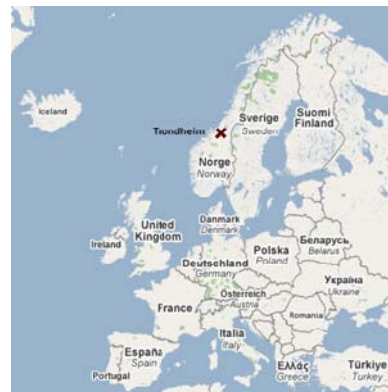 Iceland
Trondheim
Sverige
Sweden
Suomi
Finland
Norge
Norway
United
Kingdom
Ireland
Danmark
Denmark
Deutschland
Germany
Polska
Poland
Беларусь
Belarus
Україна
Ukraine
Österreich
Austria
France
Romania
Italia
Italy
España
Spain
Portugal
Ελλάς
Greece
Türkiye
Turkey